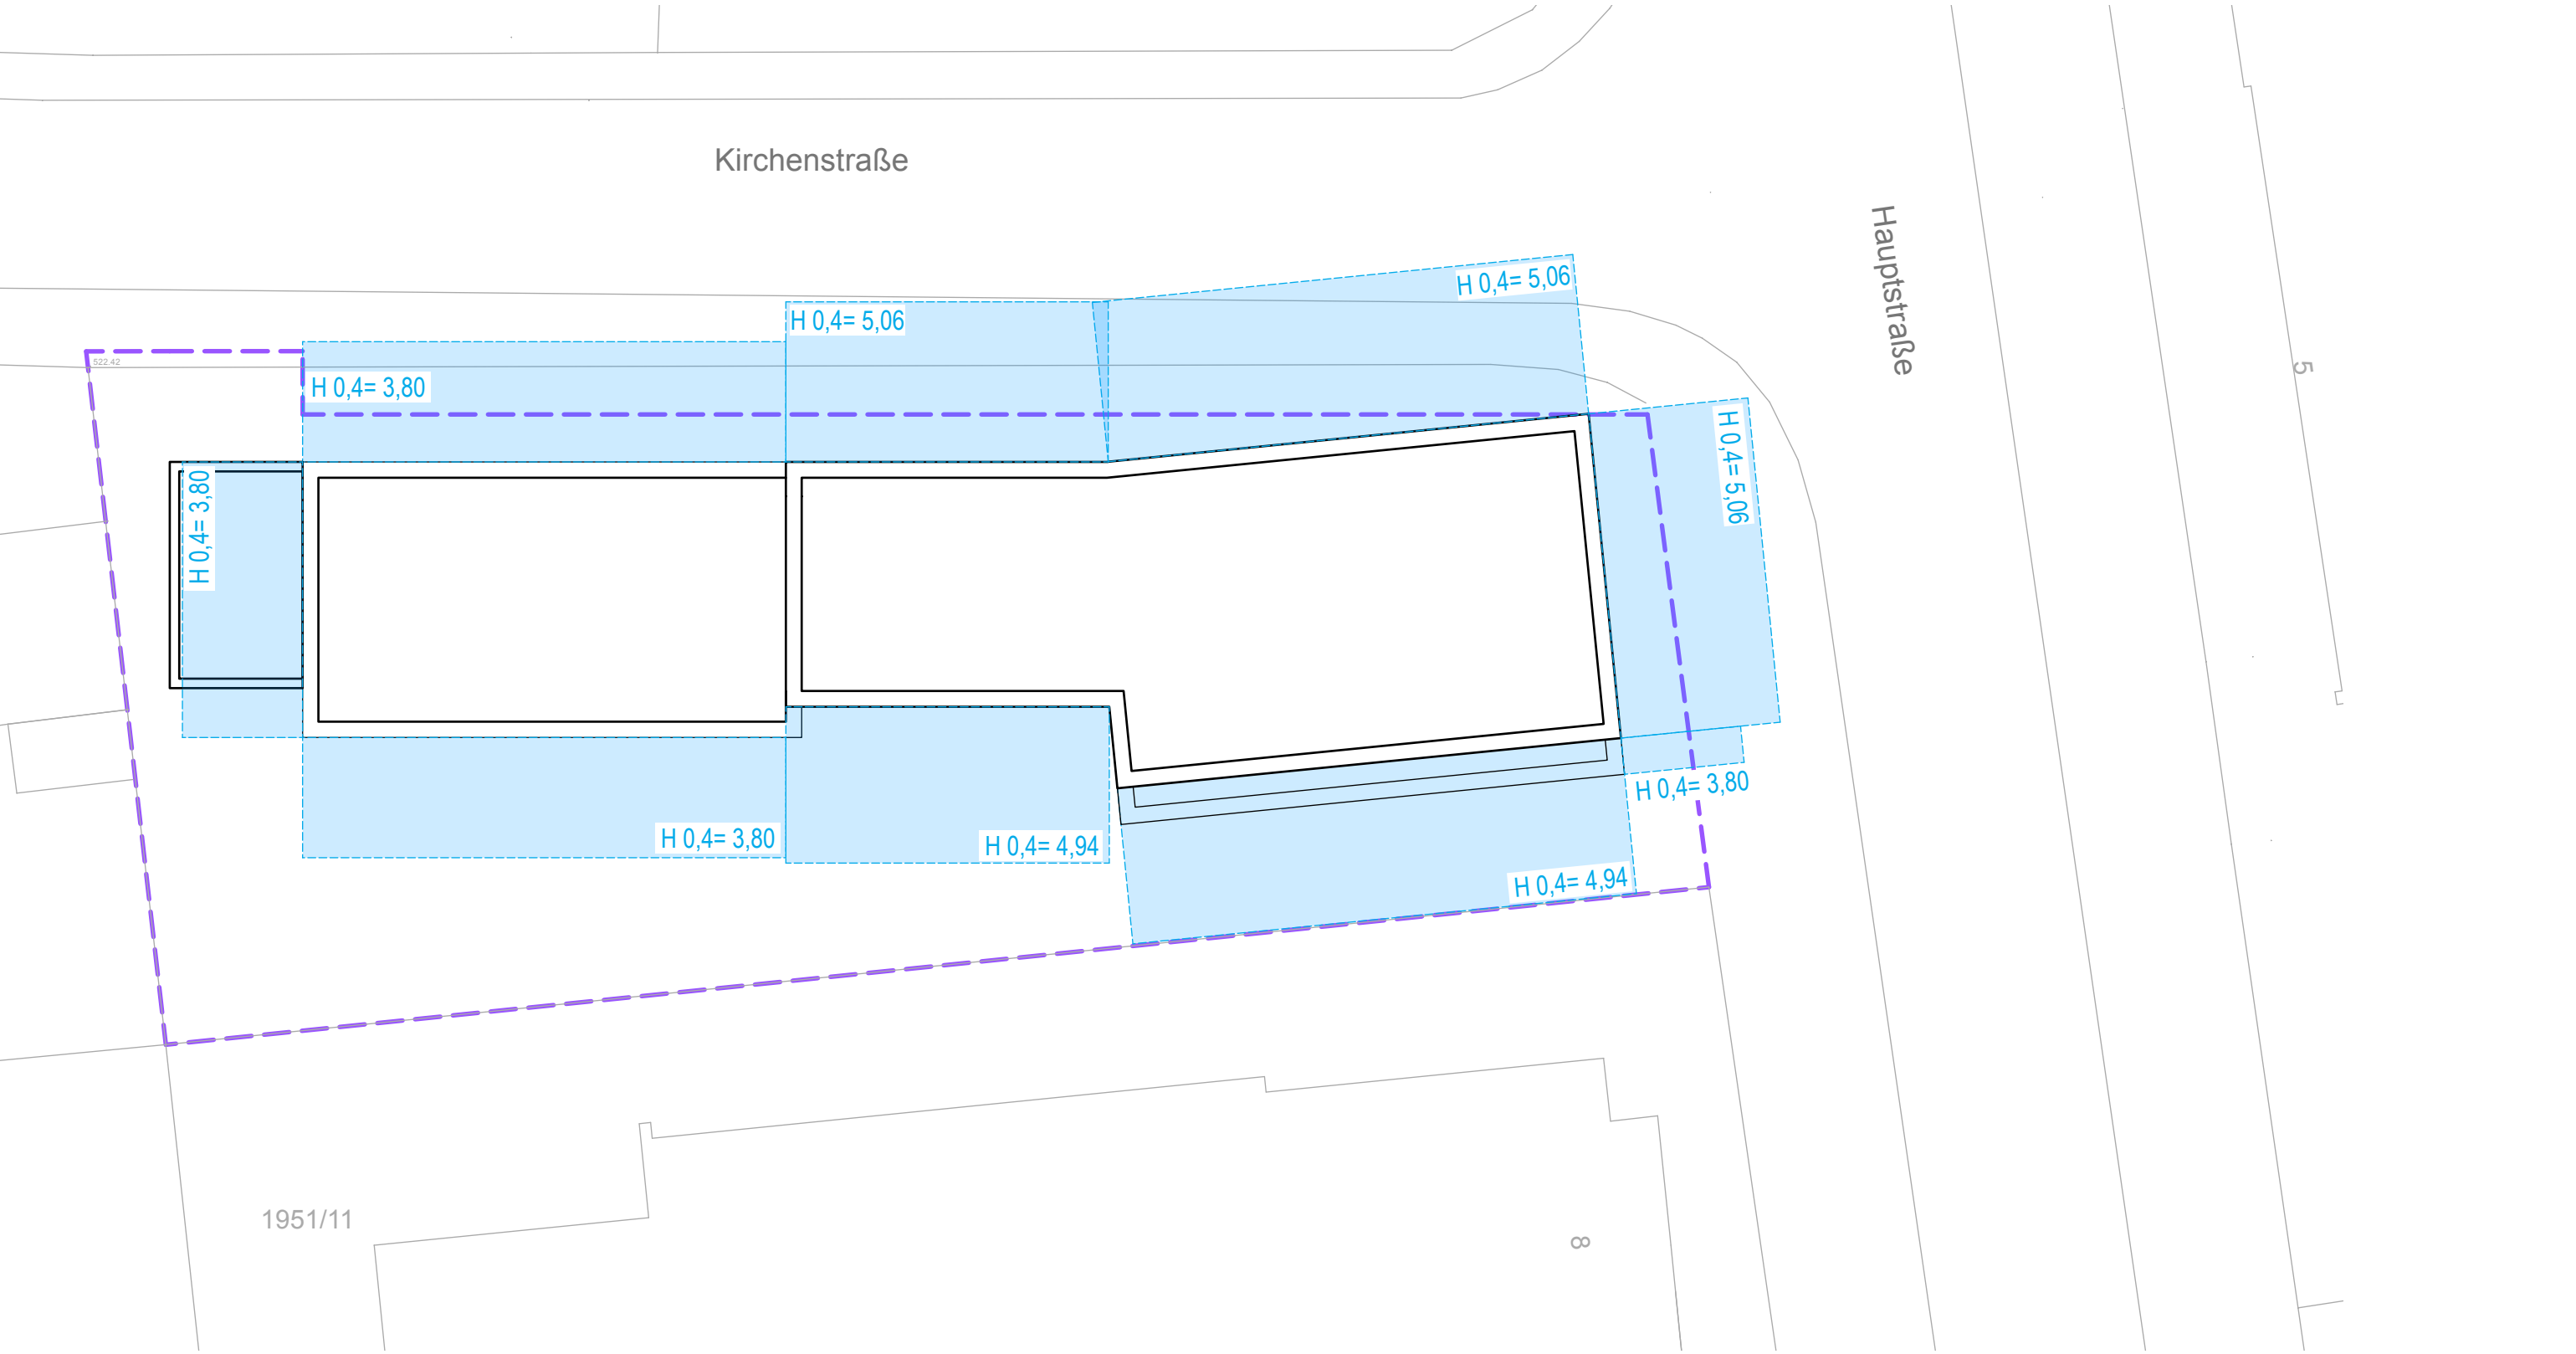 Kirchenstraße
Hauptstraße
H 0,4= 5,06
H 0,4= 5,06
522.42
5
H 0,4= 3,80
H 0,4= 5,06
H 0,4= 3,80
H 0,4= 3,80
H 0,4= 3,80
H 0,4= 4,94
H 0,4= 4,94
1951/11
8